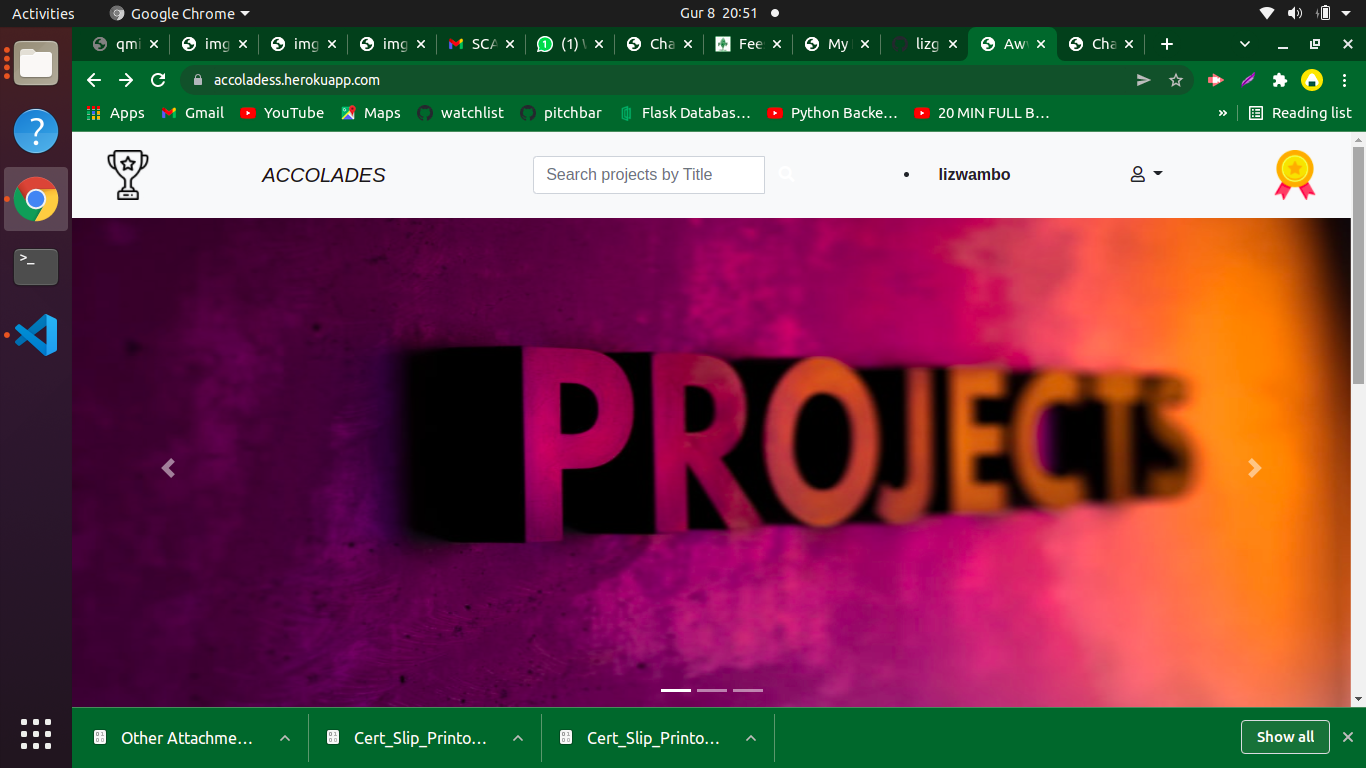 Activities Google Chrome Gur 8 20:51
qmi img img img SCA (1) Cha Fee My lizg Aw Cha
accoladess.herokuapp.com
Apps Gmail YouTube Maps watchlist pitchbar Flask Databas… Python Backe… 20 MIN FULL B… » Reading list
ACCOLADES Search projects by Title • lizwambo
PROJECTS
Other Attachme… Cert_Slip_Printo… Cert_Slip_Printo… Show all